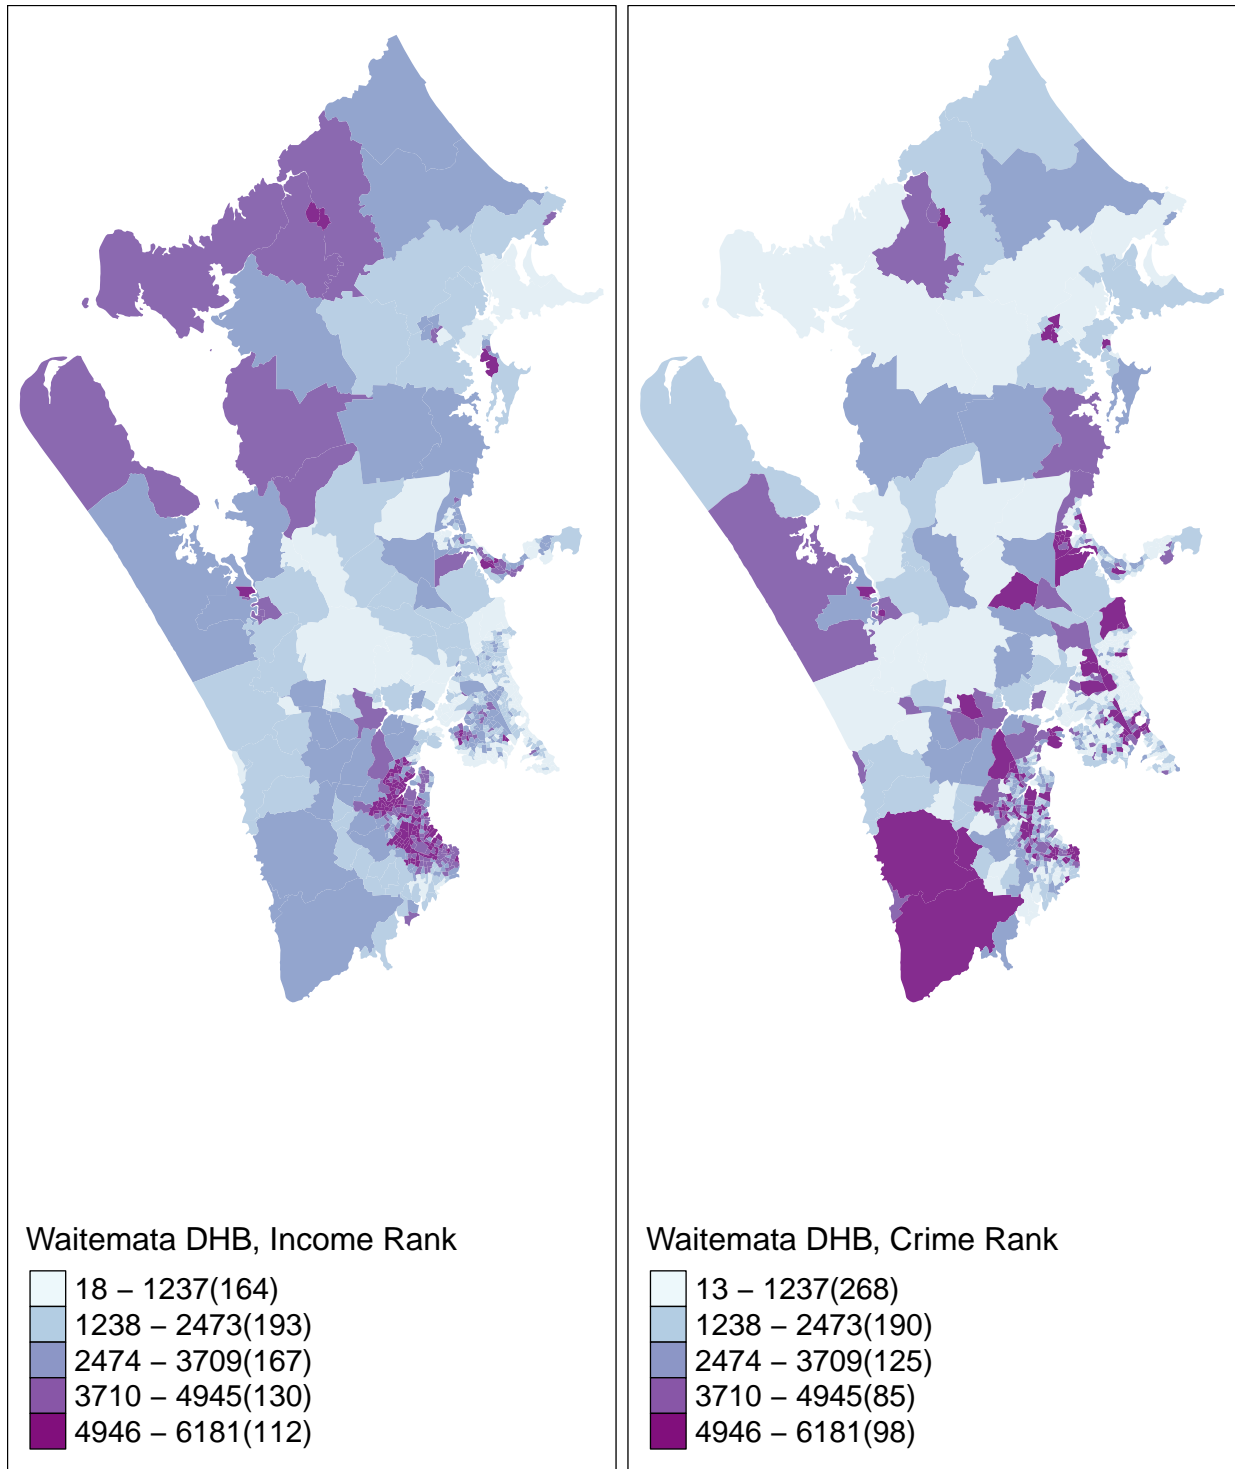 Waitemata DHB, Income Rank
18 – 1237(164)
1238 – 2473(193)
2474 – 3709(167)
3710 – 4945(130)
4946 – 6181(112)
Waitemata DHB, Crime Rank
13 – 1237(268)
1238 – 2473(190)
2474 – 3709(125)
3710 – 4945(85)
4946 – 6181(98)